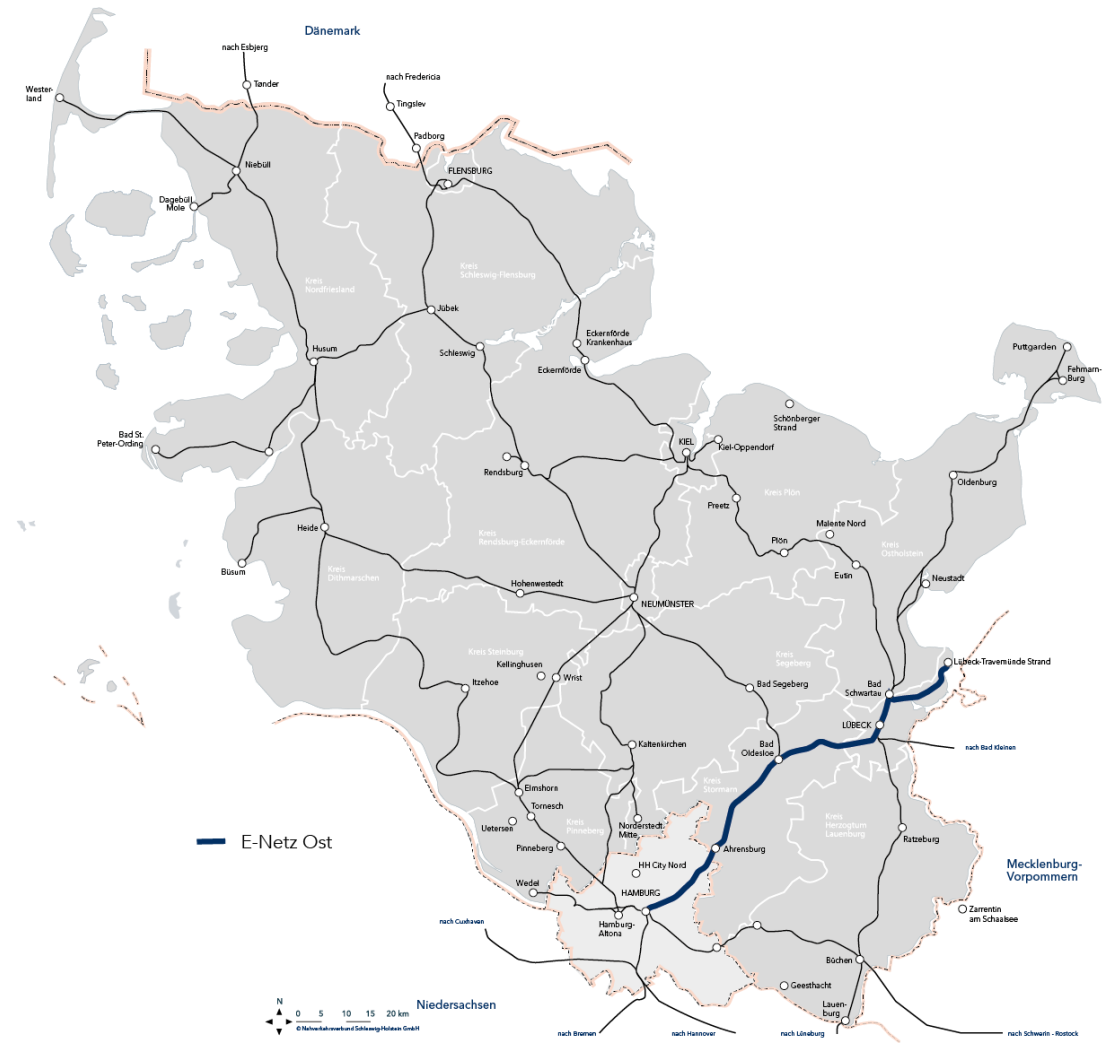 Dänemark
nach Esbjerg
Tønder
nach Fredericia
Wester-
land
Tingslev
Padborg
Niebüll
FLENSBURG
Dagebüll
Mole
Kreis
Schleswig-Flensburg
Kreis
Nordfriesland
Jübek
Eckernförde
Krankenhaus
Husum
Schleswig
Eckernförde
Puttgarden
Fehmarn-
Burg
Schönberger
Strand
Bad St.
Peter-Ording
KIEL
Kiel-Oppendorf
Rendsburg
Oldenburg
Kreis Plön
Preetz
Malente Nord
Heide
Kreis
Rendsburg-Eckernförde
Plön
Kreis
Ostholstein
Büsum
Kreis
Dithmarschen
Hohenwestedt
Eutin
Neustadt
NEUMÜNSTER
Kreis Steinburg
Kreis
Segeberg
Lübeck-Travemünde Strand
Kellinghusen
Wrist
Itzehoe
Bad Segeberg
Bad
Schwartau
LÜBECK
Kaltenkirchen
Bad
Oldesloe
nach Bad Kleinen
Elmshorn
Kreis
Stormarn
Tornesch
Uetersen
Kreis
Pinneberg
Norderstedt
Mitte
Kreis
Herzogtum
Lauenburg
Ratzeburg
E-Netz Ost
Pinneberg
Ahrensburg
HH City Nord
Mecklenburg-
Vorpommern
Wedel
HAMBURG
Zarrentin
am Schaalsee
nach Cuxhaven
Hamburg-
Altona
Büchen
Geesthacht
Niedersachsen
Lauen-
burg
N
0 5 10 15 20 km
© Nahverkehrsverbund Schleswig-Holstein GmbH
nach Bremen
nach Hannover
nach Lüneburg
nach Schwerin - Rostock